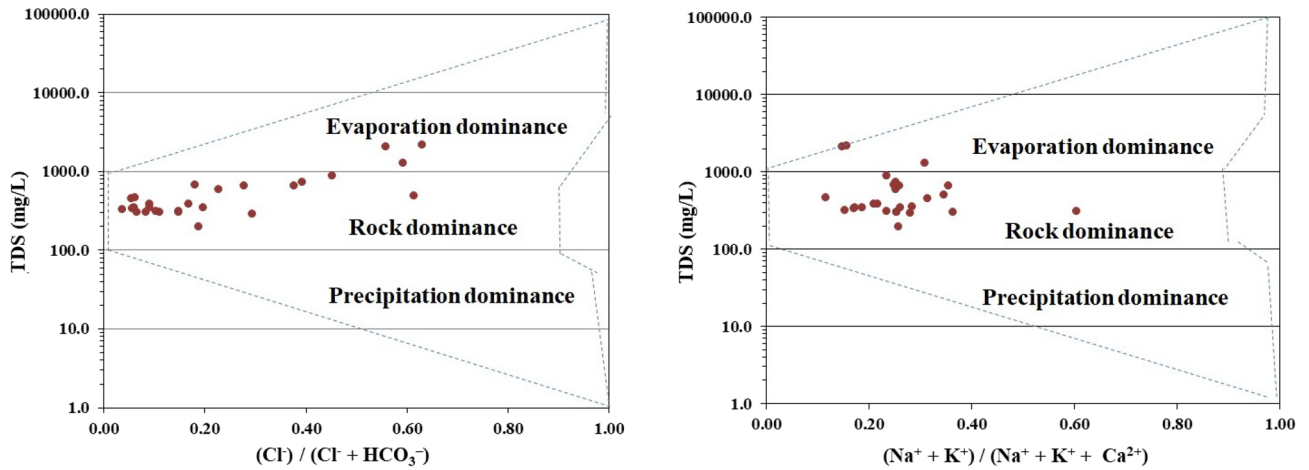 100000.0
10000.0
1000.0
100.0
10.0
1.0
TDS (mg/L)
Evaporation dominance
Rock dominance
Precipitation dominance
0.00 0.20 0.40 0.60 0.80 1.00
(Cl⁻) / (Cl⁻ + HCO₃⁻)
100000.0
10000.0
1000.0
100.0
10.0
1.0
TDS (mg/L)
Evaporation dominance
Rock dominance
Precipitation dominance
0.00 0.20 0.40 0.60 0.80 1.00
(Na⁺ + K⁺) / (Na⁺ + K⁺ + Ca²⁺)